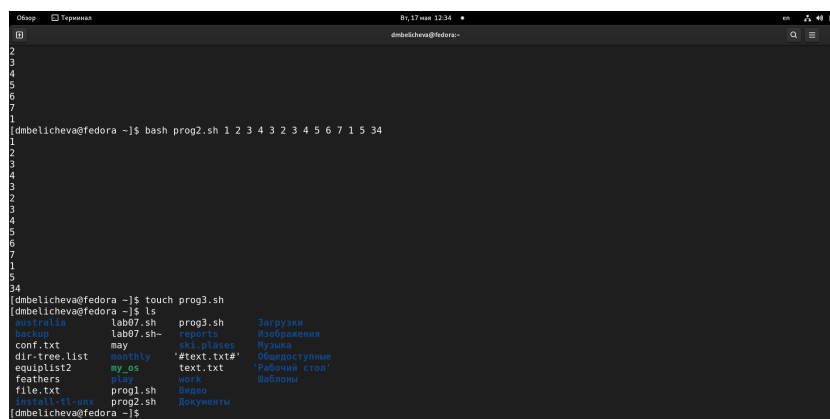 Обзор Терминал Вт, 17 мая 12:34 en
dmbelicheva@fedora:~
2
3
4
5
6
7
1
[dmbelicheva@fedora ~]$ bash prog2.sh 1 2 3 4 3 2 3 4 5 6 7 1 5 34
1
2
3
4
3
2
3
4
5
6
7
1
5
34
[dmbelicheva@fedora ~]$ touch prog3.sh
[dmbelicheva@fedora ~]$ ls
australia lab07.sh prog3.sh Загрузки
backup lab07.sh~ reports Изображения
conf.txt may ski.plases Музыка
dir-tree.list monthly '#text.txt#' Общедоступные
equiplist2 my_os text.txt 'Рабочий стол'
feathers play work Шаблоны
file.txt prog1.sh Видео
install-tl-unx prog2.sh Документы
[dmbelicheva@fedora ~]$